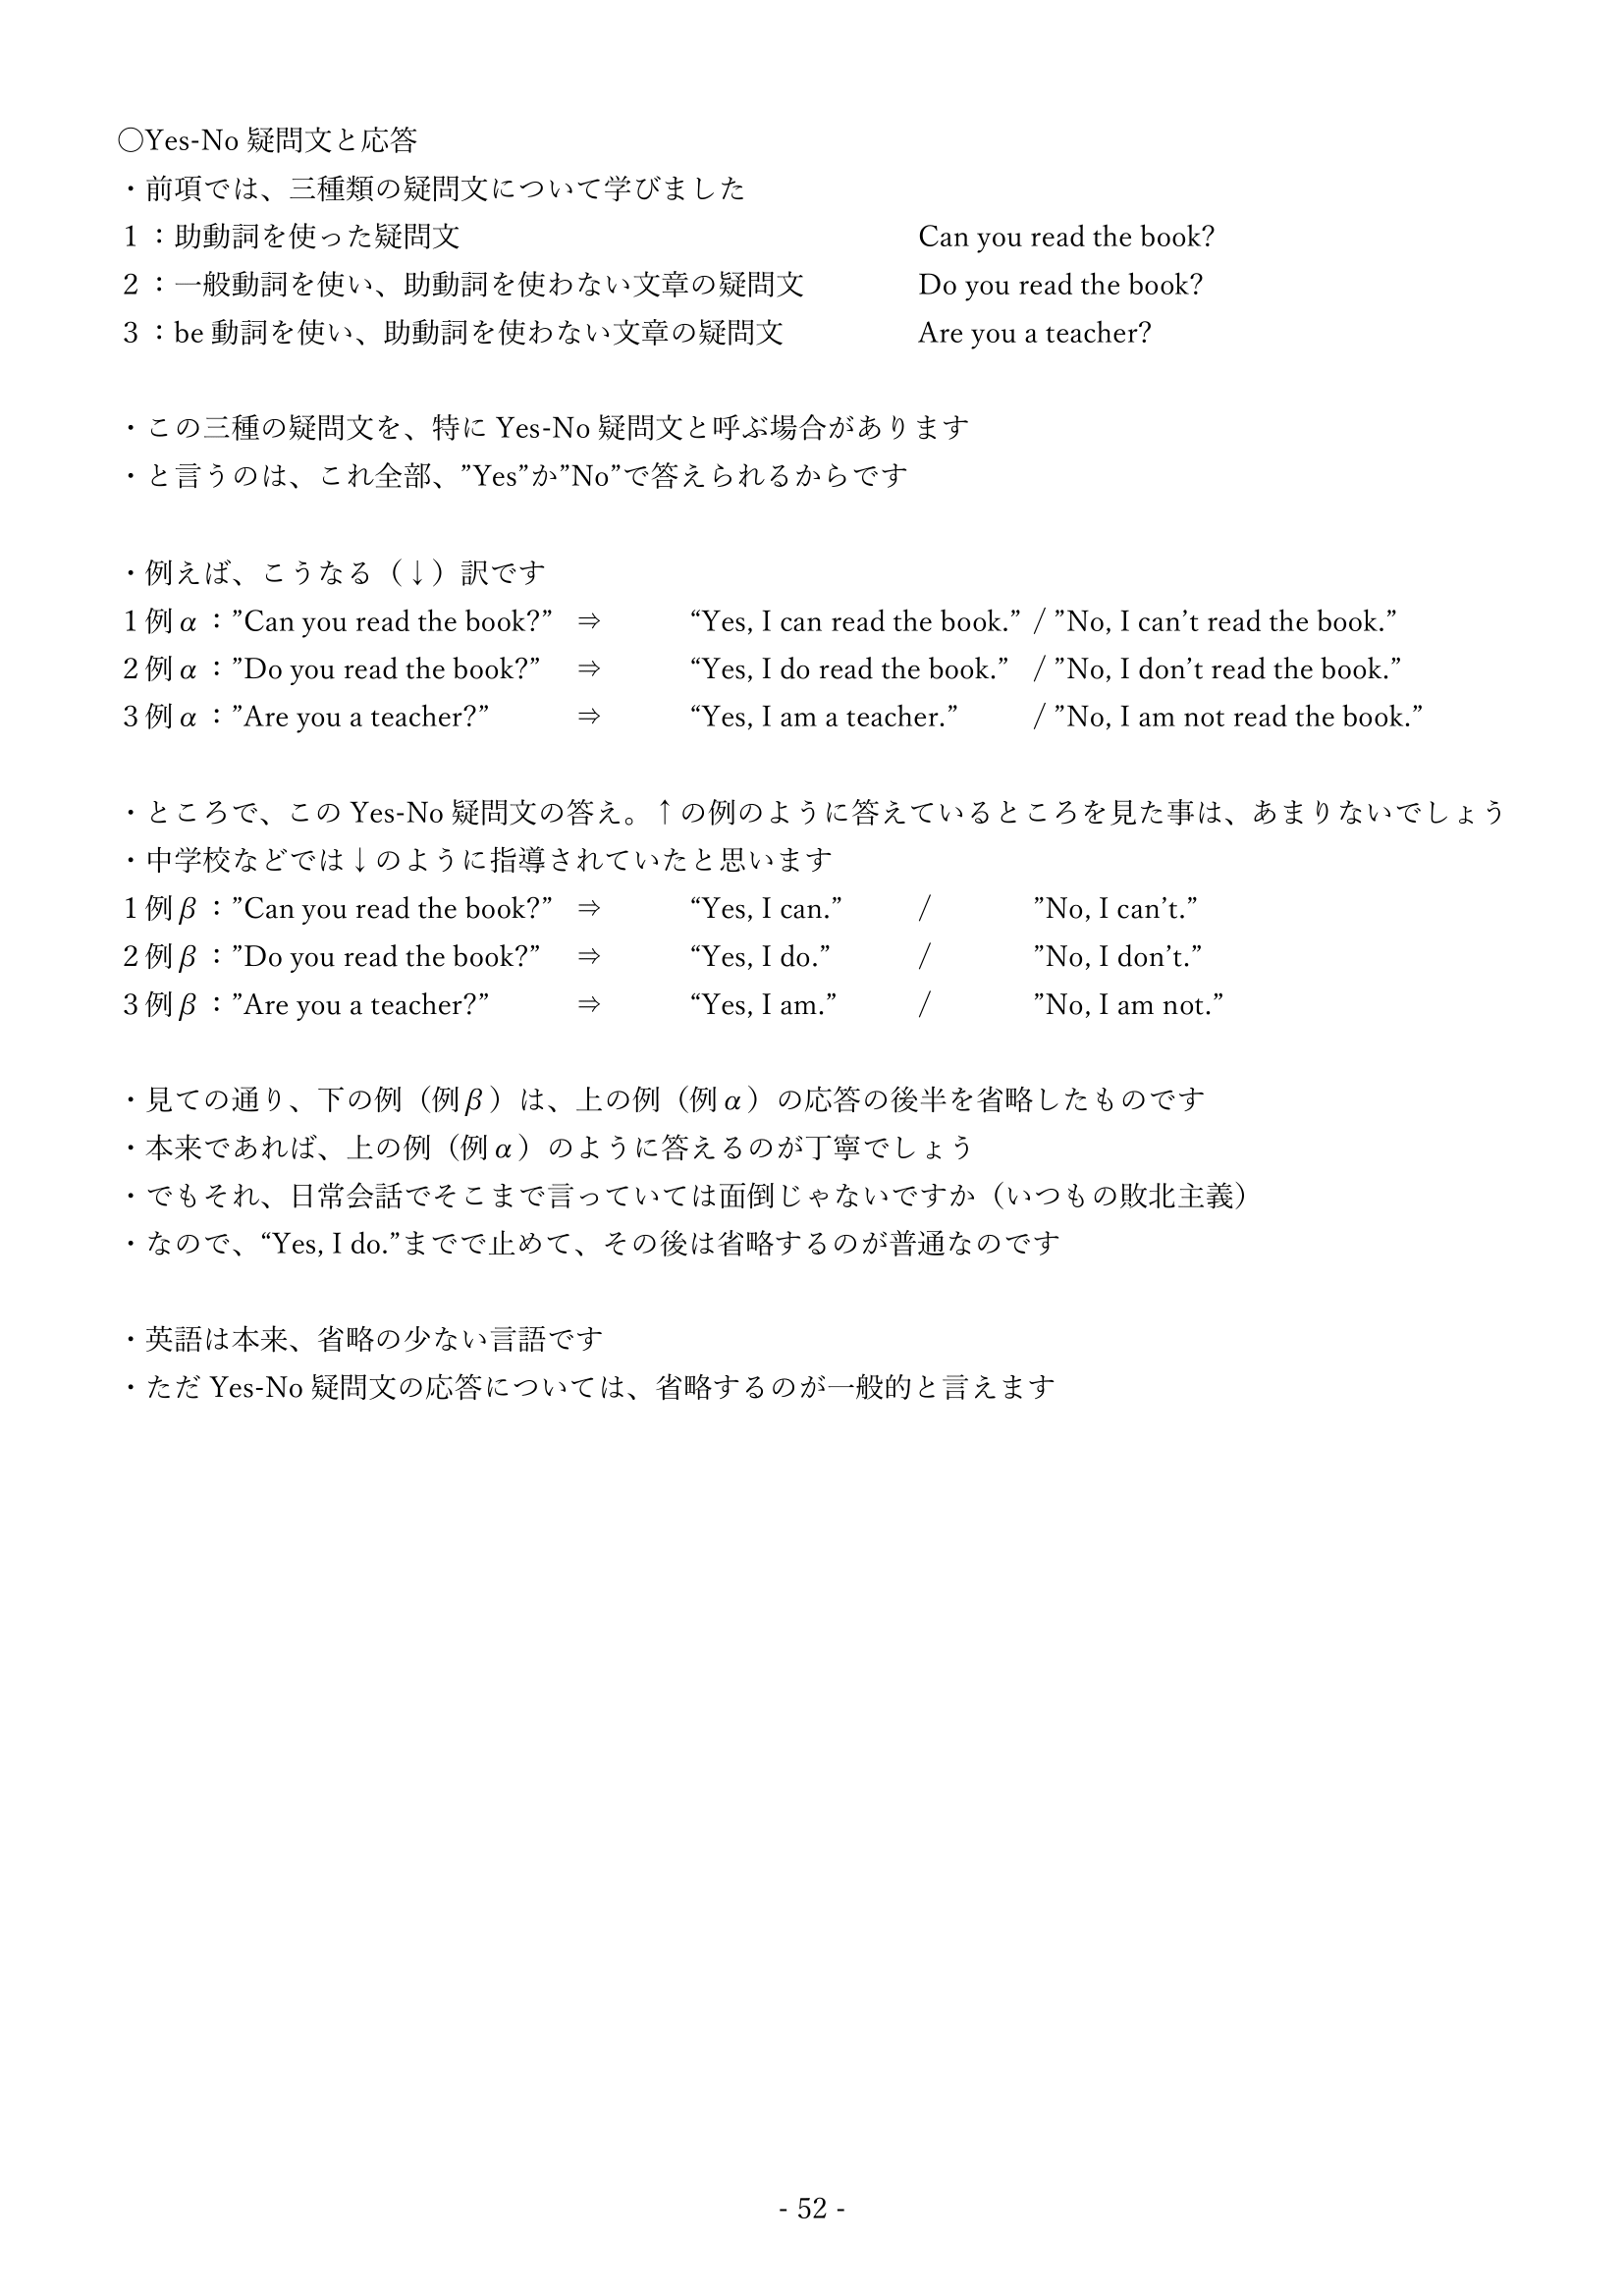 ○Yes-No 疑問文と応答
・前項では、三種類の疑問文について学びました
１：助動詞を使った疑問文 Can you read the book?
２：一般動詞を使い、助動詞を使わない文章の疑問文 Do you read the book?
３：be 動詞を使い、助動詞を使わない文章の疑問文 Are you a teacher?
・この三種の疑問文を、特に Yes-No 疑問文と呼ぶ場合があります
・と言うのは、これ全部、”Yes”か”No”で答えられるからです
・例えば、こうなる（↓）訳です
１例α：”Can you read the book?” ⇒ “Yes, I can read the book.” / ”No, I can’t read the book.”
２例α：”Do you read the book?” ⇒ “Yes, I do read the book.” / ”No, I don’t read the book.”
３例α：”Are you a teacher?” ⇒ “Yes, I am a teacher.” / ”No, I am not read the book.”
・ところで、この Yes-No 疑問文の答え。↑の例のように答えているところを見た事は、あまりないでしょう
・中学校などでは↓のように指導されていたと思います
１例β：”Can you read the book?” ⇒ “Yes, I can.” / ”No, I can’t.”
２例β：”Do you read the book?” ⇒ “Yes, I do.” / ”No, I don’t.”
３例β：”Are you a teacher?” ⇒ “Yes, I am.” / ”No, I am not.”
・見ての通り、下の例（例β）は、上の例（例α）の応答の後半を省略したものです
・本来であれば、上の例（例α）のように答えるのが丁寧でしょう
・でもそれ、日常会話でそこまで言っていては面倒じゃないですか（いつもの敗北主義）
・なので、“Yes, I do.”までで止めて、その後は省略するのが普通なのです
・英語は本来、省略の少ない言語です
・ただ Yes-No 疑問文の応答については、省略するのが一般的と言えます
- 52 -